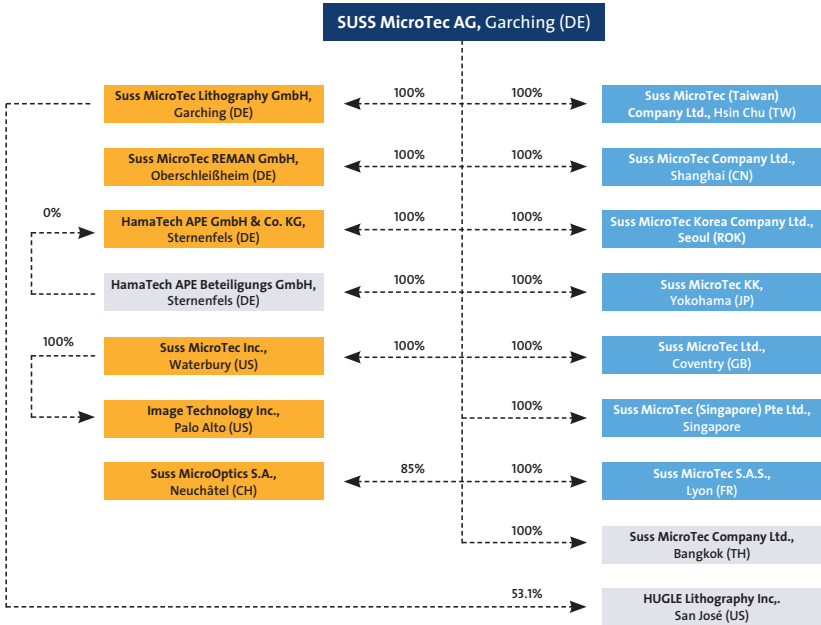 SUSS MicroTec AG, Garching (DE)
Suss MicroTec Lithography GmbH,
Garching (DE)
100%
100%
Suss MicroTec (Taiwan)
Company Ltd., Hsin Chu (TW)
Suss MicroTec REMAN GmbH,
Oberschleißheim (DE)
100%
100%
Suss MicroTec Company Ltd.,
Shanghai (CN)
0%
HamaTech APE GmbH & Co. KG,
Sternenfels (DE)
100%
100%
Suss MicroTec Korea Company Ltd.,
Seoul (ROK)
HamaTech APE Beteiligungs GmbH,
Sternenfels (DE)
100%
100%
Suss MicroTec KK,
Yokohama (JP)
100%
Suss MicroTec Inc.,
Waterbury (US)
100%
100%
Suss MicroTec Ltd.,
Coventry (GB)
Image Technology Inc.,
Palo Alto (US)
100%
Suss MicroTec (Singapore) Pte Ltd.,
Singapore
Suss MicroOptics S.A.,
Neuchâtel (CH)
85%
100%
Suss MicroTec S.A.S.,
Lyon (FR)
100%
Suss MicroTec Company Ltd.,
Bangkok (TH)
53.1%
HUGLE Lithography Inc,.
San José (US)